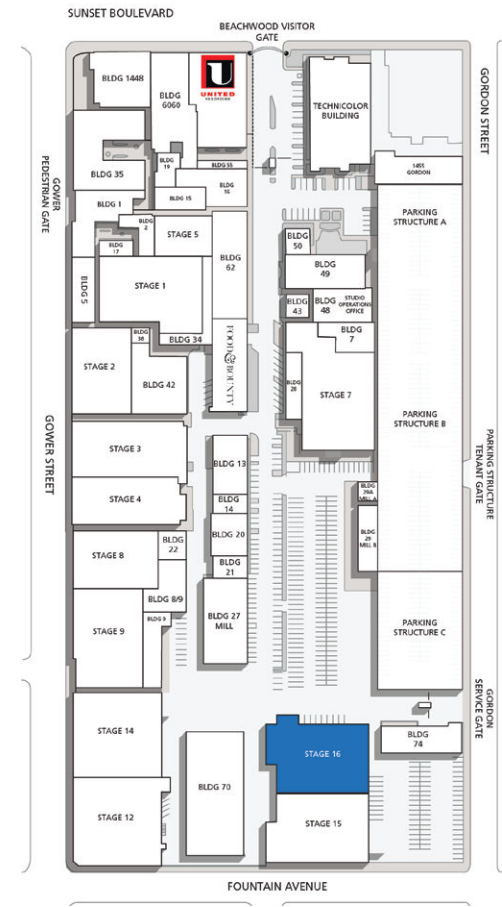 SUNSET BOULEVARD
BEACHWOOD VISITOR
GATE
BLDG 1448
BLDG
6060
U
UNITED
TECHNICOLOR
BUILDING
GORDON STREET
BLDG 35
BLDG
19
BLDG 55
BLDG
16
BLDG 15
1455
GORDON
GOWER
PEDESTRIAN GATE
BLDG 1
BLDG
2
STAGE 5
BLDG
17
BLDG
62
PARKING
STRUCTURE A
BLDG
50
BLDG
49
BLDG 5
STAGE 1
BLDG
43
BLDG
48
STUDIO
OPERATIONS
OFFICE
BLDG
38
BLDG 34
BLDG
7
FOOD & BOUNTY
STAGE 2
BLDG 42
BLDG
26
STAGE 7
PARKING
STRUCTURE B
GOWER STREET
STAGE 3
BLDG 13
STAGE 4
BLDG
14
PARKING STRUCTURE
TENANT GATE
BLDG
29A
MILL A
STAGE 8
BLDG
22
BLDG 20
BLDG
29
MILL B
BLDG
21
BLDG 8/9
BLDG 9
STAGE 9
BLDG 27
MILL
PARKING
STRUCTURE C
GORDON
SERVICE GATE
STAGE 14
STAGE 16
BLDG
74
BLDG 70
STAGE 12
STAGE 15
FOUNTAIN AVENUE